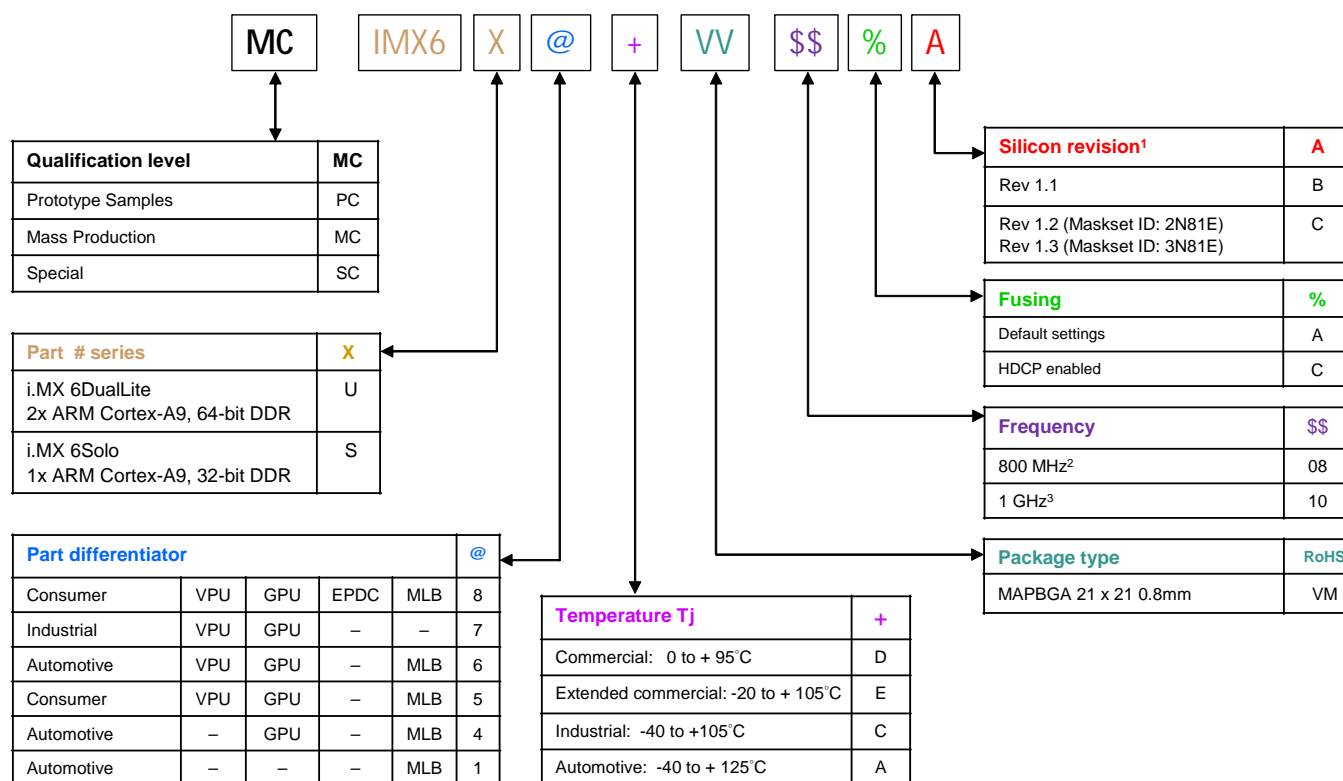 MC IMX6 X @ + VV $$ % A
Qualification level MC
Prototype Samples PC
Mass Production MC
Special SC
Part # series X
i.MX 6DualLite
2x ARM Cortex-A9, 64-bit DDR U
i.MX 6Solo
1x ARM Cortex-A9, 32-bit DDR S
Part differentiator @
Consumer VPU GPU EPDC MLB 8
Industrial VPU GPU – – 7
Automotive VPU GPU – MLB 6
Consumer VPU GPU – MLB 5
Automotive – GPU – MLB 4
Automotive – – – MLB 1
Temperature Tj +
Commercial: 0 to + 95°C D
Extended commercial: -20 to + 105°C E
Industrial: -40 to +105°C C
Automotive: -40 to + 125°C A
Silicon revision¹ A
Rev 1.1 B
Rev 1.2 (Maskset ID: 2N81E) C
Rev 1.3 (Maskset ID: 3N81E)
Fusing %
Default settings A
HDCP enabled C
Frequency $$
800 MHz² 08
1 GHz³ 10
Package type RoHS
MAPBGA 21 x 21 0.8mm VM